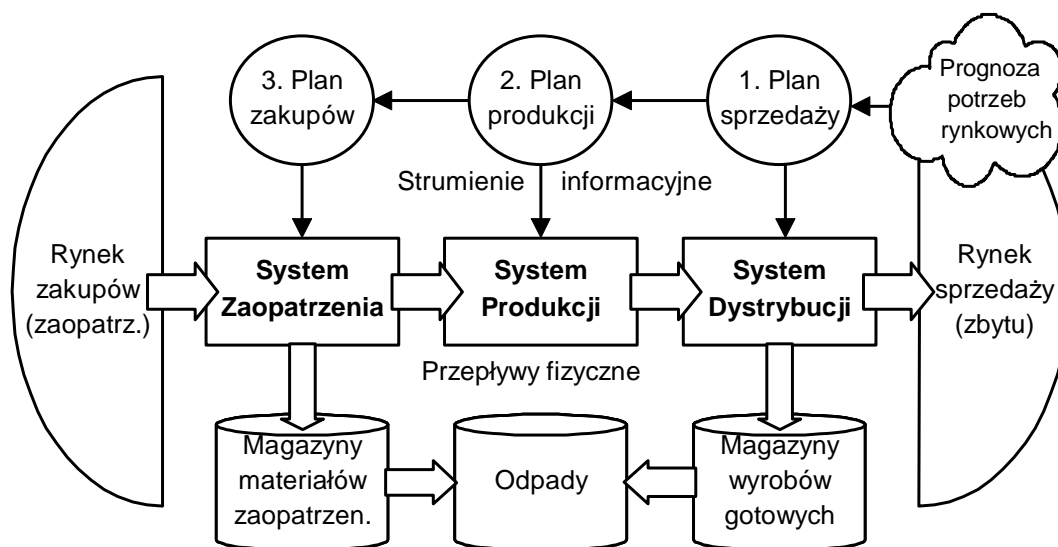 3. Plan
zakupów
2. Plan
produkcji
1. Plan
sprzedaży
Prognoza
potrzeb
rynkowych
Strumienie informacyjne
Rynek
zakupów
(zaopatrz.)
System
Zaopatrzenia
System
Produkcji
System
Dystrybucji
Rynek
sprzedaży
(zbytu)
Przepływy fizyczne
Magazyny
materiałów
zaopatrzen.
Odpady
Magazyny
wyrobów
gotowych